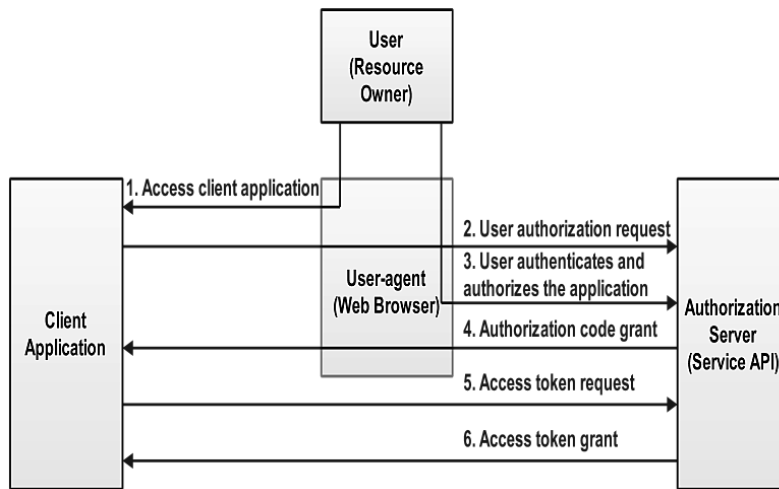 User
(Resource
Owner)
1. Access client application
2. User authorization request
3. User authenticates and
authorizes the application
User-agent
(Web Browser)
Client
Application
Authorization
Server
(Service API)
4. Authorization code grant
5. Access token request
6. Access token grant